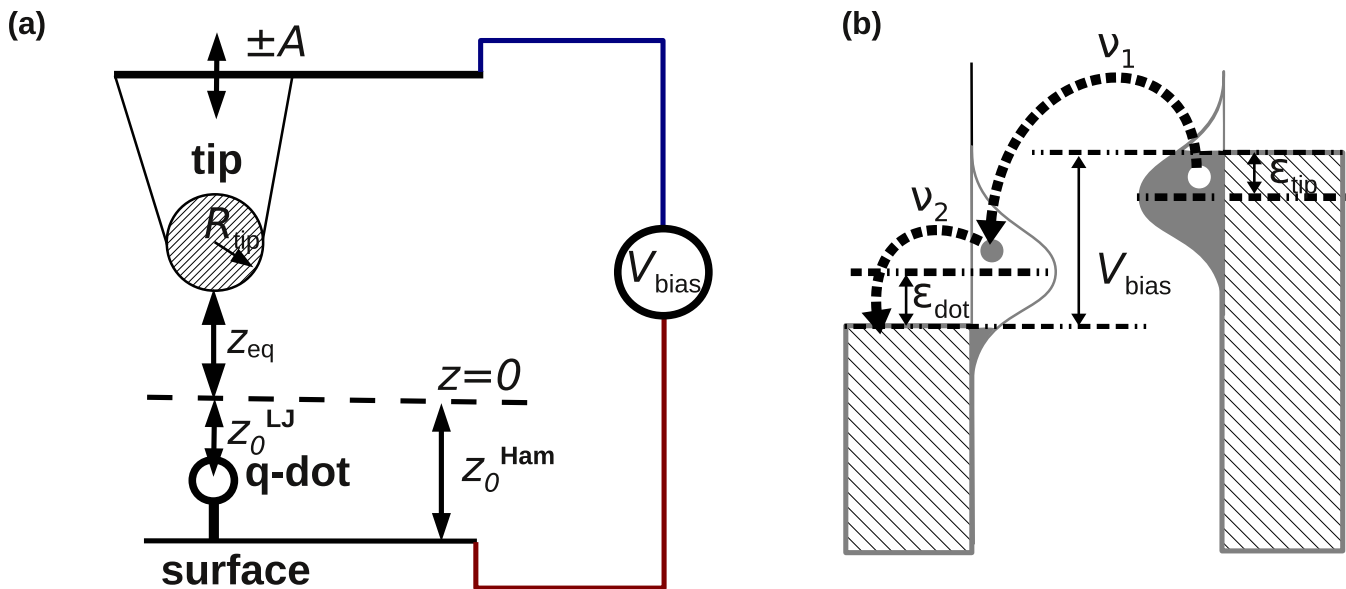 (a)
±A
tip
R_tip
V_bias
z_eq
z=0
z_0^LJ
q-dot
z_0^Ham
surface
(b)
ν_1
ν_2
ε_tip
V_bias
ε_dot